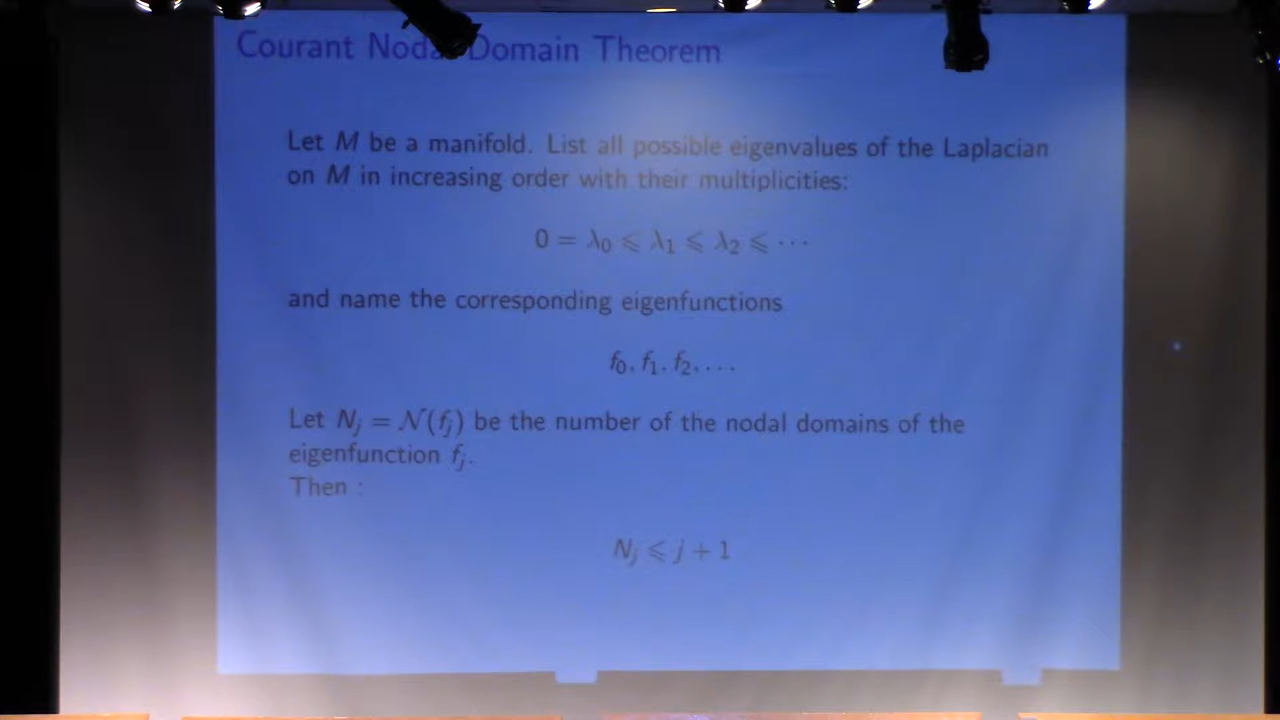 Courant Nodal Domain Theorem
Let M be a manifold. List all possible eigenvalues of the Laplacian
on M in increasing order with their multiplicities:
0 = λ₀ ⩽ λ₁ ⩽ λ₂ ⩽ ⋯
and name the corresponding eigenfunctions
f₀, f₁, f₂, . . .
Let Nⱼ = 𝒩(fⱼ) be the number of the nodal domains of the
eigenfunction fⱼ.
Then :
Nⱼ ⩽ j + 1